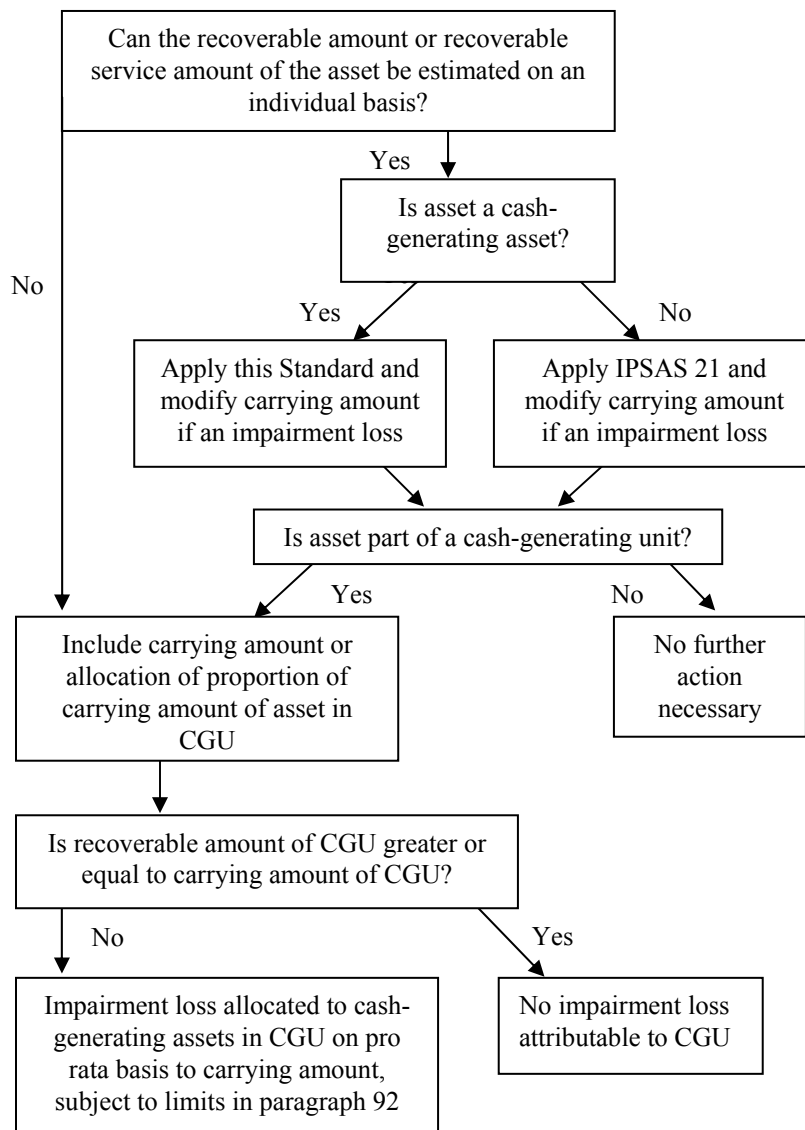 Can the recoverable amount or recoverable
service amount of the asset be estimated on an
individual basis?
Yes
Is asset a cash-
generating asset?
No
Yes
No
Apply this Standard and
modify carrying amount
if an impairment loss
Apply IPSAS 21 and
modify carrying amount
if an impairment loss
Is asset part of a cash-generating unit?
Yes
No
Include carrying amount or
allocation of proportion of
carrying amount of asset in
CGU
No further
action
necessary
Is recoverable amount of CGU greater or
equal to carrying amount of CGU?
No
Yes
Impairment loss allocated to cash-
generating assets in CGU on pro
rata basis to carrying amount,
subject to limits in paragraph 92
No impairment loss
attributable to CGU